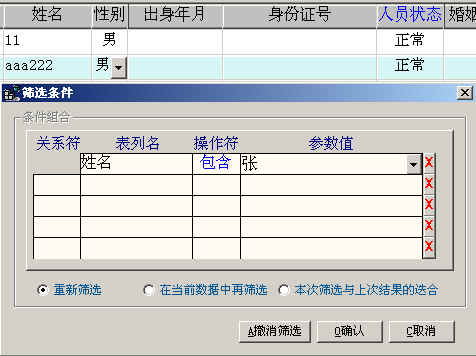 姓名 性别 出身年月 身份证号 人员状态 婚姻
11 男 正常
aaa222 男 正常
筛选条件
条件组合
关系符 表列名 操作符 参数值
姓名 包含 张 X
X
X
X
X
重新筛选 在当前数据中再筛选 本次筛选与上次结果的迭合
A撤消筛选 O确认 C取消